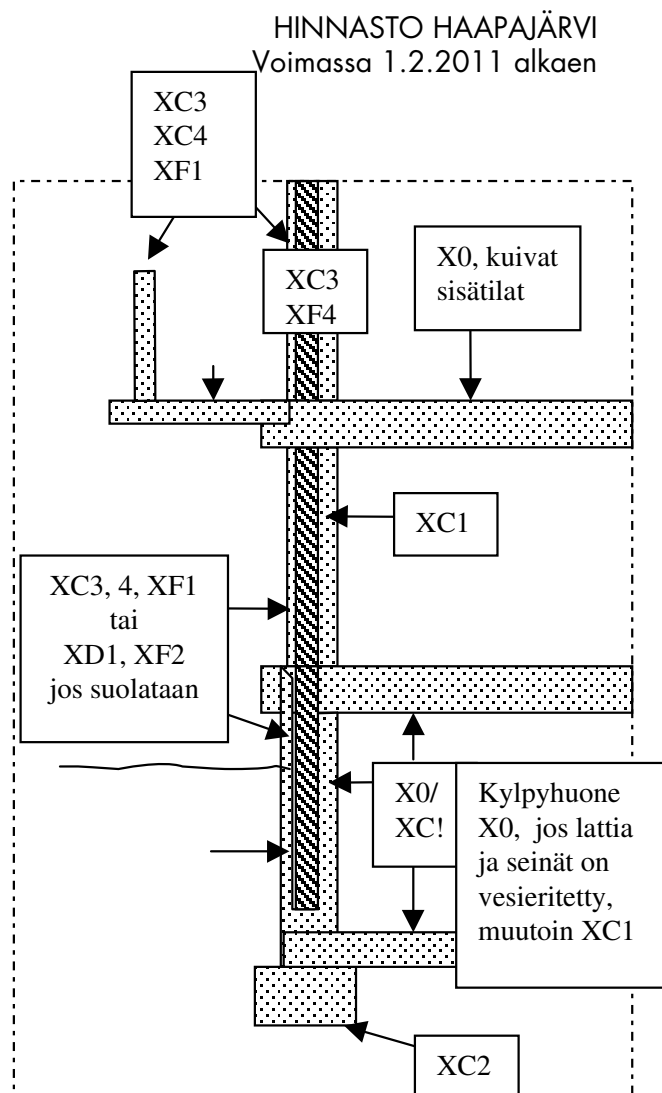 HINNASTO HAAPAJÄRVI
Voimassa 1.2.2011 alkaen
XC3
XC4
XF1
XC3
XF4
X0, kuivat
sisätilat
XC1
XC3, 4, XF1
tai
XD1, XF2
jos suolataan
X0/
XC!
Kylpyhuone
X0, jos lattia
ja seinät on
vesieritetty,
muutoin XC1
XC2